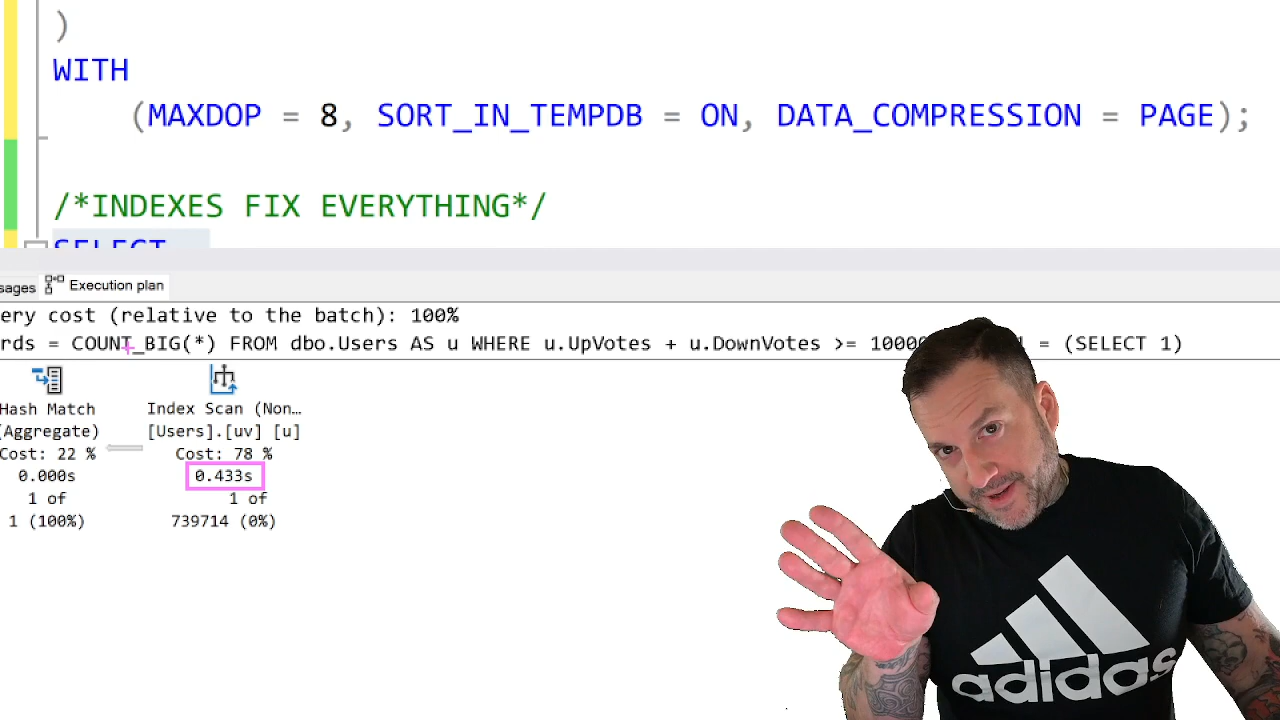 )
WITH
(MAXDOP = 8, SORT_IN_TEMPDB = ON, DATA_COMPRESSION = PAGE);
/*INDEXES FIX EVERYTHING*/
SELECT
sages Execution plan
ery cost (relative to the batch): 100%
rds = COUNT_BIG(*) FROM dbo.Users AS u WHERE u.UpVotes + u.DownVotes >= 10000 = (SELECT 1)
Hash Match Index Scan (Non…
(Aggregate) [Users].[uv] [u]
Cost: 22 % Cost: 78 %
0.000s 0.433s
1 of 1 of
1 (100%) 739714 (0%)
adidas